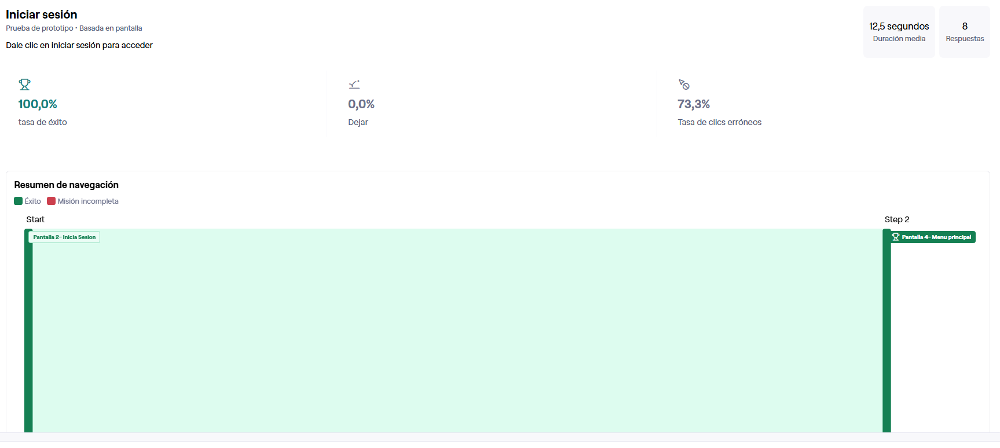 Iniciar sesión
Prueba de prototipo · Basada en pantalla
Dale clic en iniciar sesión para acceder
12,5 segundos
Duración media
8
Respuestas
100,0%
tasa de éxito
0,0%
Dejar
73,3%
Tasa de clics erróneos
Resumen de navegación
Éxito
Misión incompleta
Start
Step 2
Pantalla 2- Inicia Sesion
Pantalla 4- Menu principal